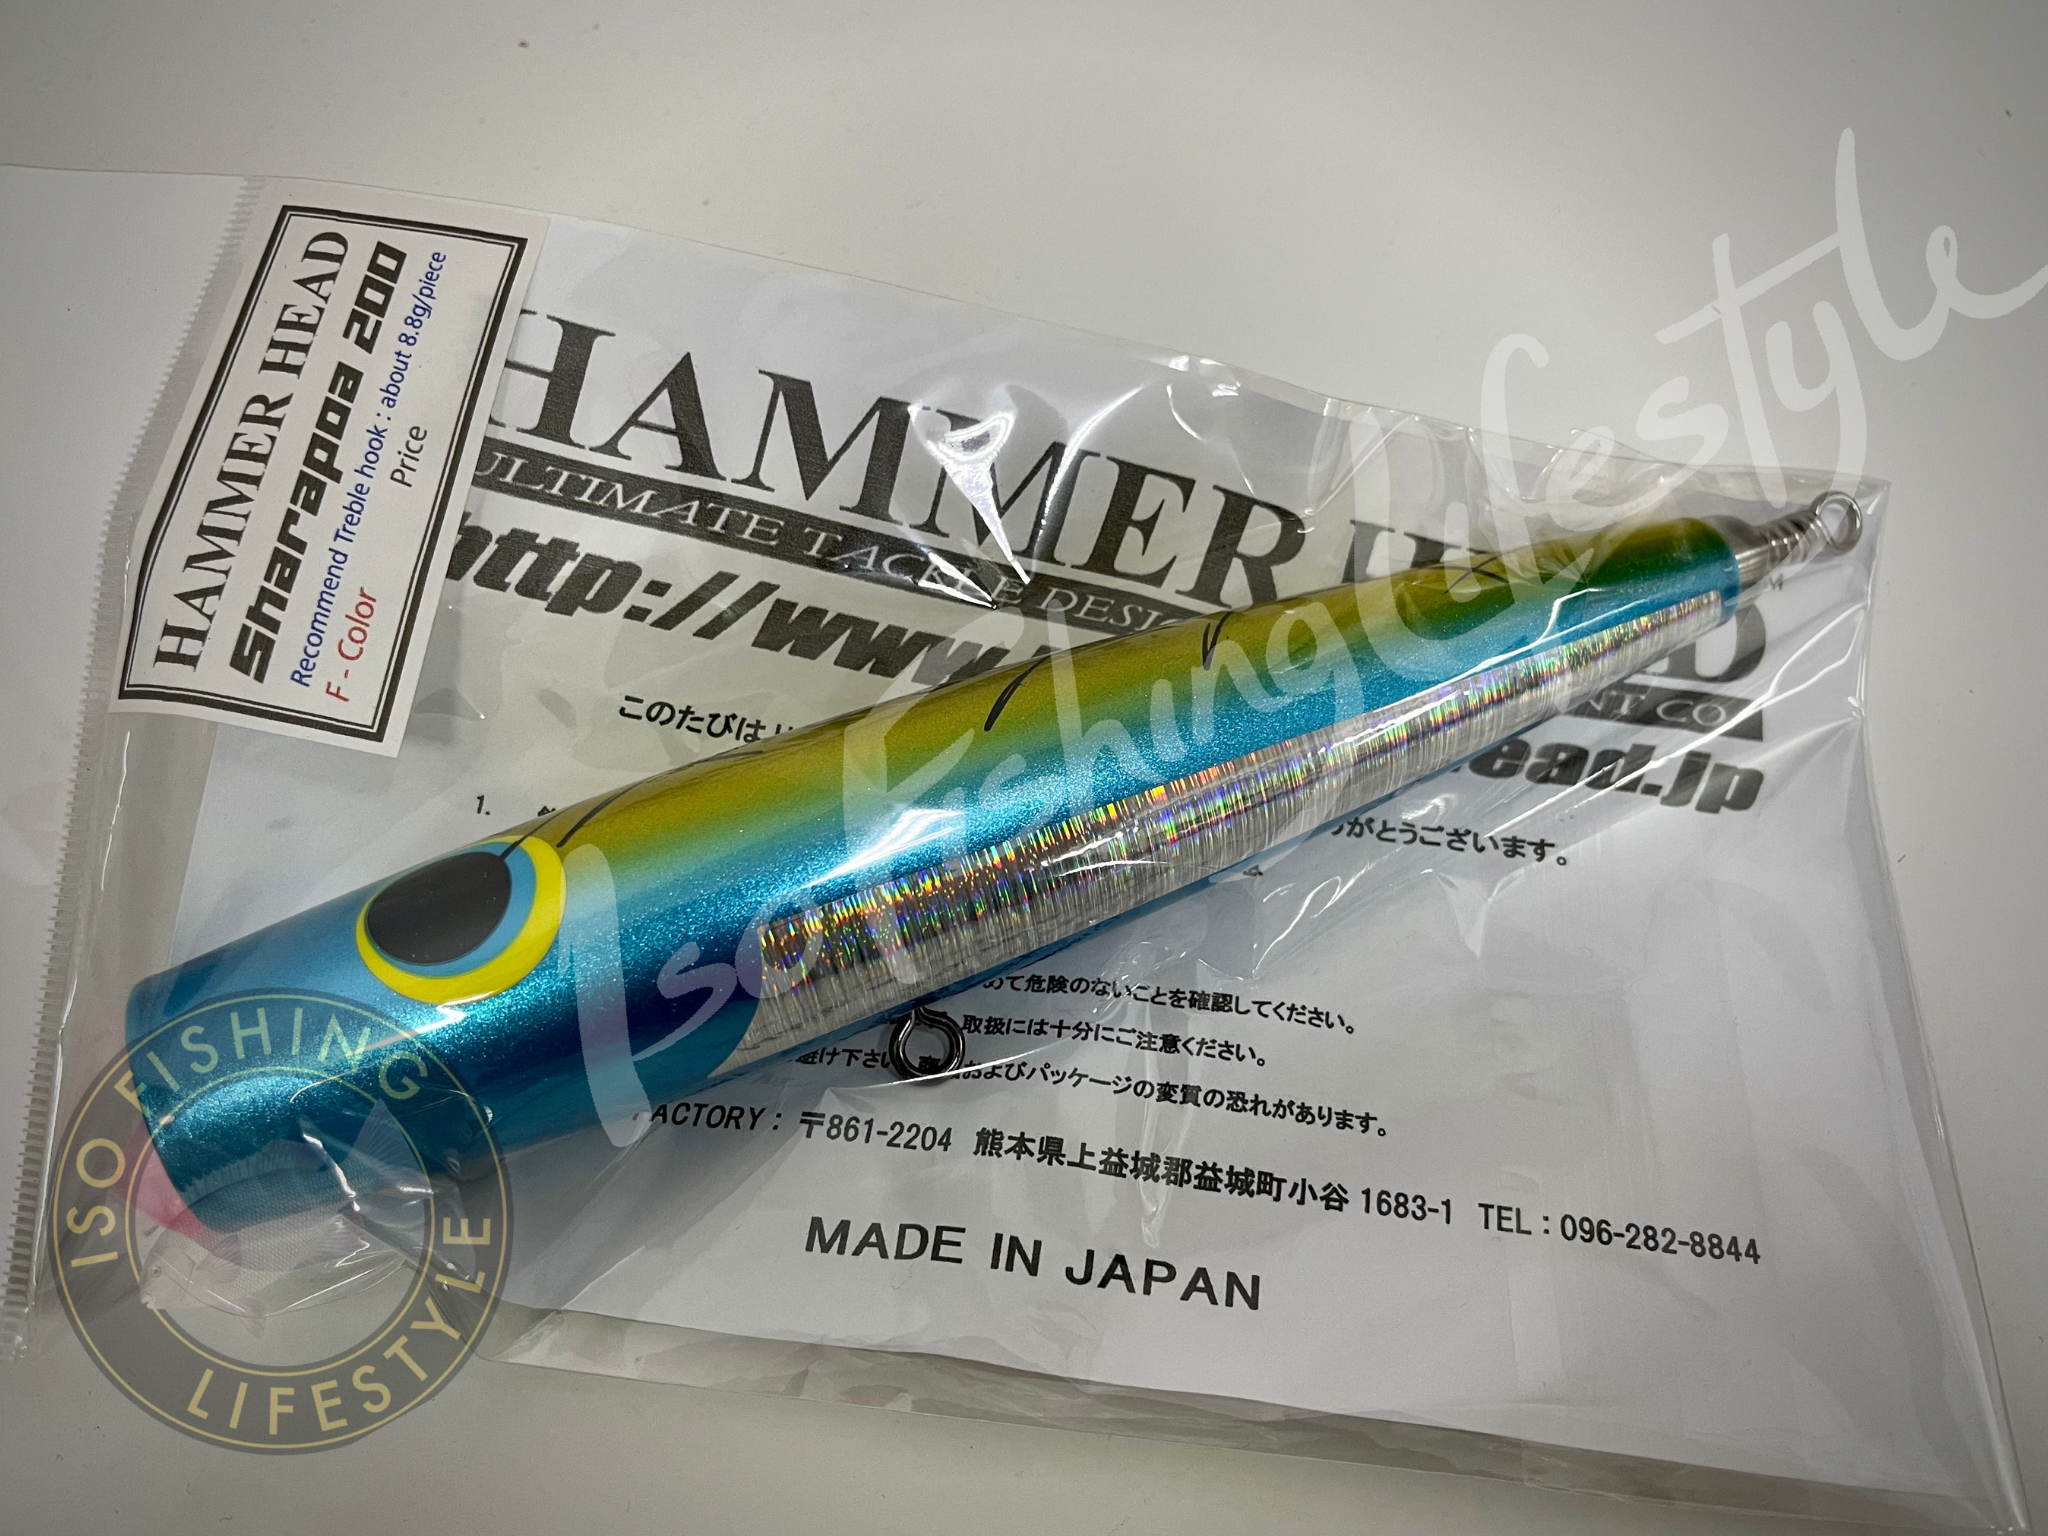 HAMMER HEAD
Sharapoa 200
Recommend Treble hook : about 8.8g/piece
Price
F - Color
HAMMER
ULTIMATE TACKLE DESIGN
http://www.
ead.jp
このたびは
がとうございます。
1.
めて危険のないことを確認してください。
取扱には十分にご注意ください。
避け下さい。
およびパッケージの変質の恐れがあります。
FACTORY : 〒861-2204 熊本県上益城郡益城町小谷 1683-1 TEL : 096-282-8844
MADE IN JAPAN
IsoFishingLifestyle
ISO FISHING LIFESTYLE